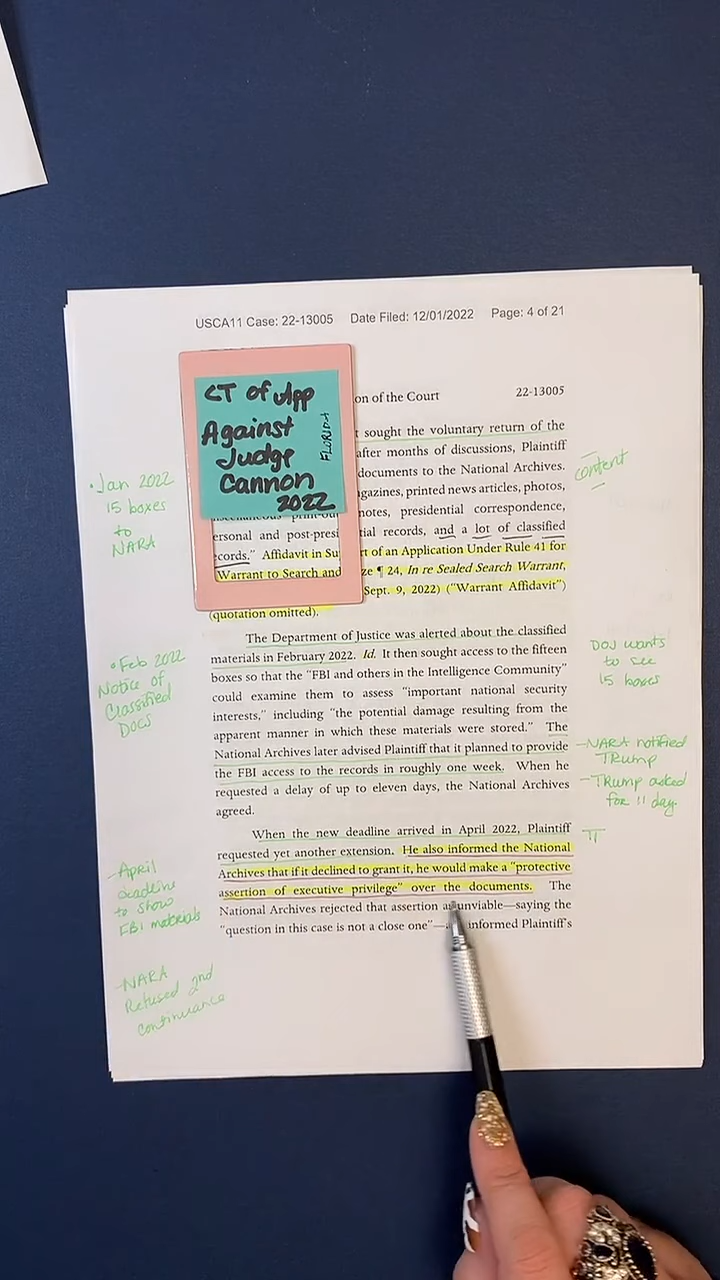 USCA11 Case: 22-13005 Date Filed: 12/01/2022 Page: 4 of 21
on of the Court 22-13005
CT of App
Against
Judge
Cannon
2022
FLORIDA
sought the voluntary return of the
after months of discussions, Plaintiff
documents to the National Archives.
gazines, printed news articles, photos,
notes, presidential correspondence,
ersonal and post-presi tial records, and a lot of classified
cords.” Affidavit in Su rt of an Application Under Rule 41 for
Warrant to Search and ze ¶ 24, In re Sealed Search Warrant,
Sept. 9, 2022) (“Warrant Affidavit”)
(quotation omitted).
The Department of Justice was alerted about the classified
materials in February 2022. Id. It then sought access to the fifteen
boxes so that the “FBI and others in the Intelligence Community”
could examine them to assess “important national security
interests,” including “the potential damage resulting from the
apparent manner in which these materials were stored.” The
National Archives later advised Plaintiff that it planned to provide
the FBI access to the records in roughly one week. When he
requested a delay of up to eleven days, the National Archives
agreed.
When the new deadline arrived in April 2022, Plaintiff
requested yet another extension. He also informed the National
Archives that if it declined to grant it, he would make a “protective
assertion of executive privilege” over the documents. The
National Archives rejected that assertion as unviable—saying the
“question in this case is not a close one”— informed Plaintiff’s
• Jan 2022
15 boxes
to
NARA
• Feb 2022
Notice of
Classified
Docs
- April
deadline
to show
FBI materials
- NARA
Refused 2nd
continuance
content
DOJ wants
to see
15 boxes
- NARA notified
Trump
- Trump asked
for 11 day